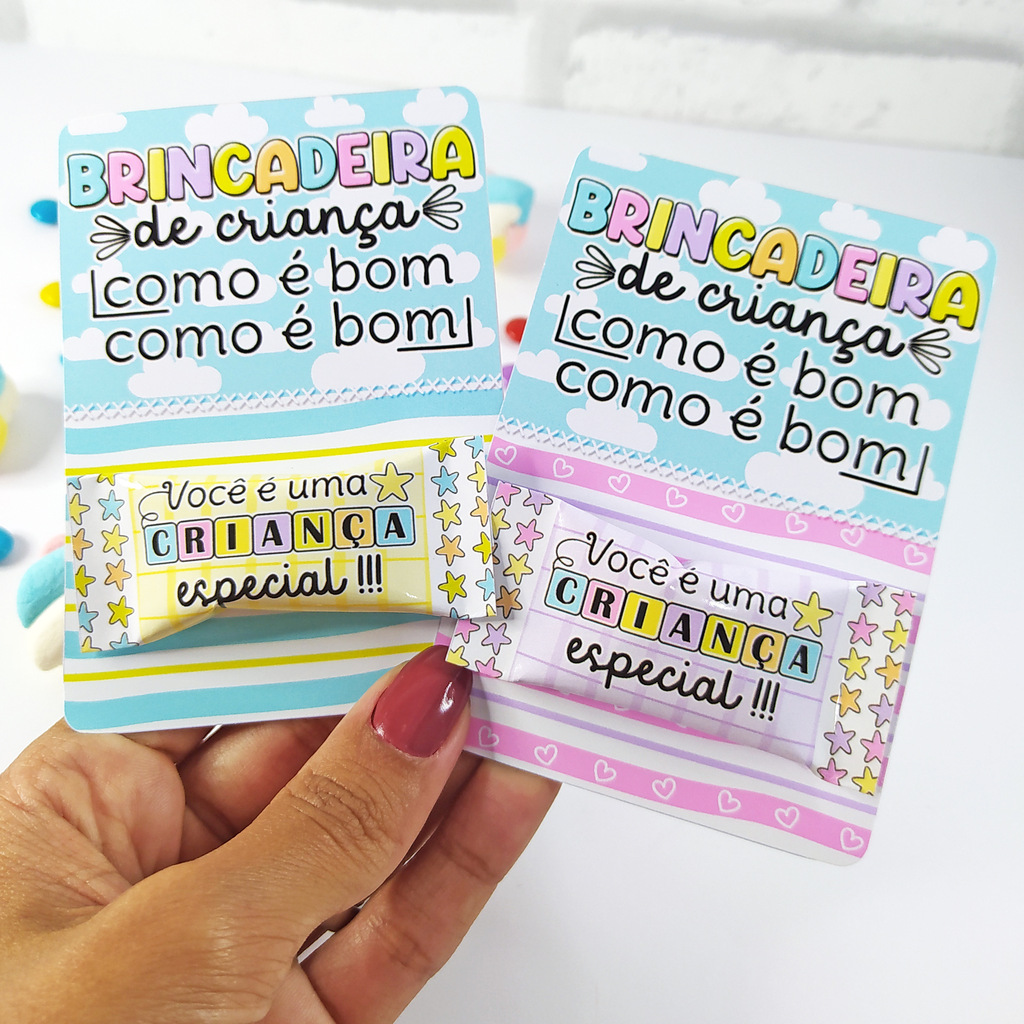 BRINCADEIRA
de criança
como é bom
como é bom
Você é uma
CRIANÇA
especial !!!
BRINCADEIRA
de criança
como é bom
como é bom
Você é uma
CRIANÇA
especial !!!